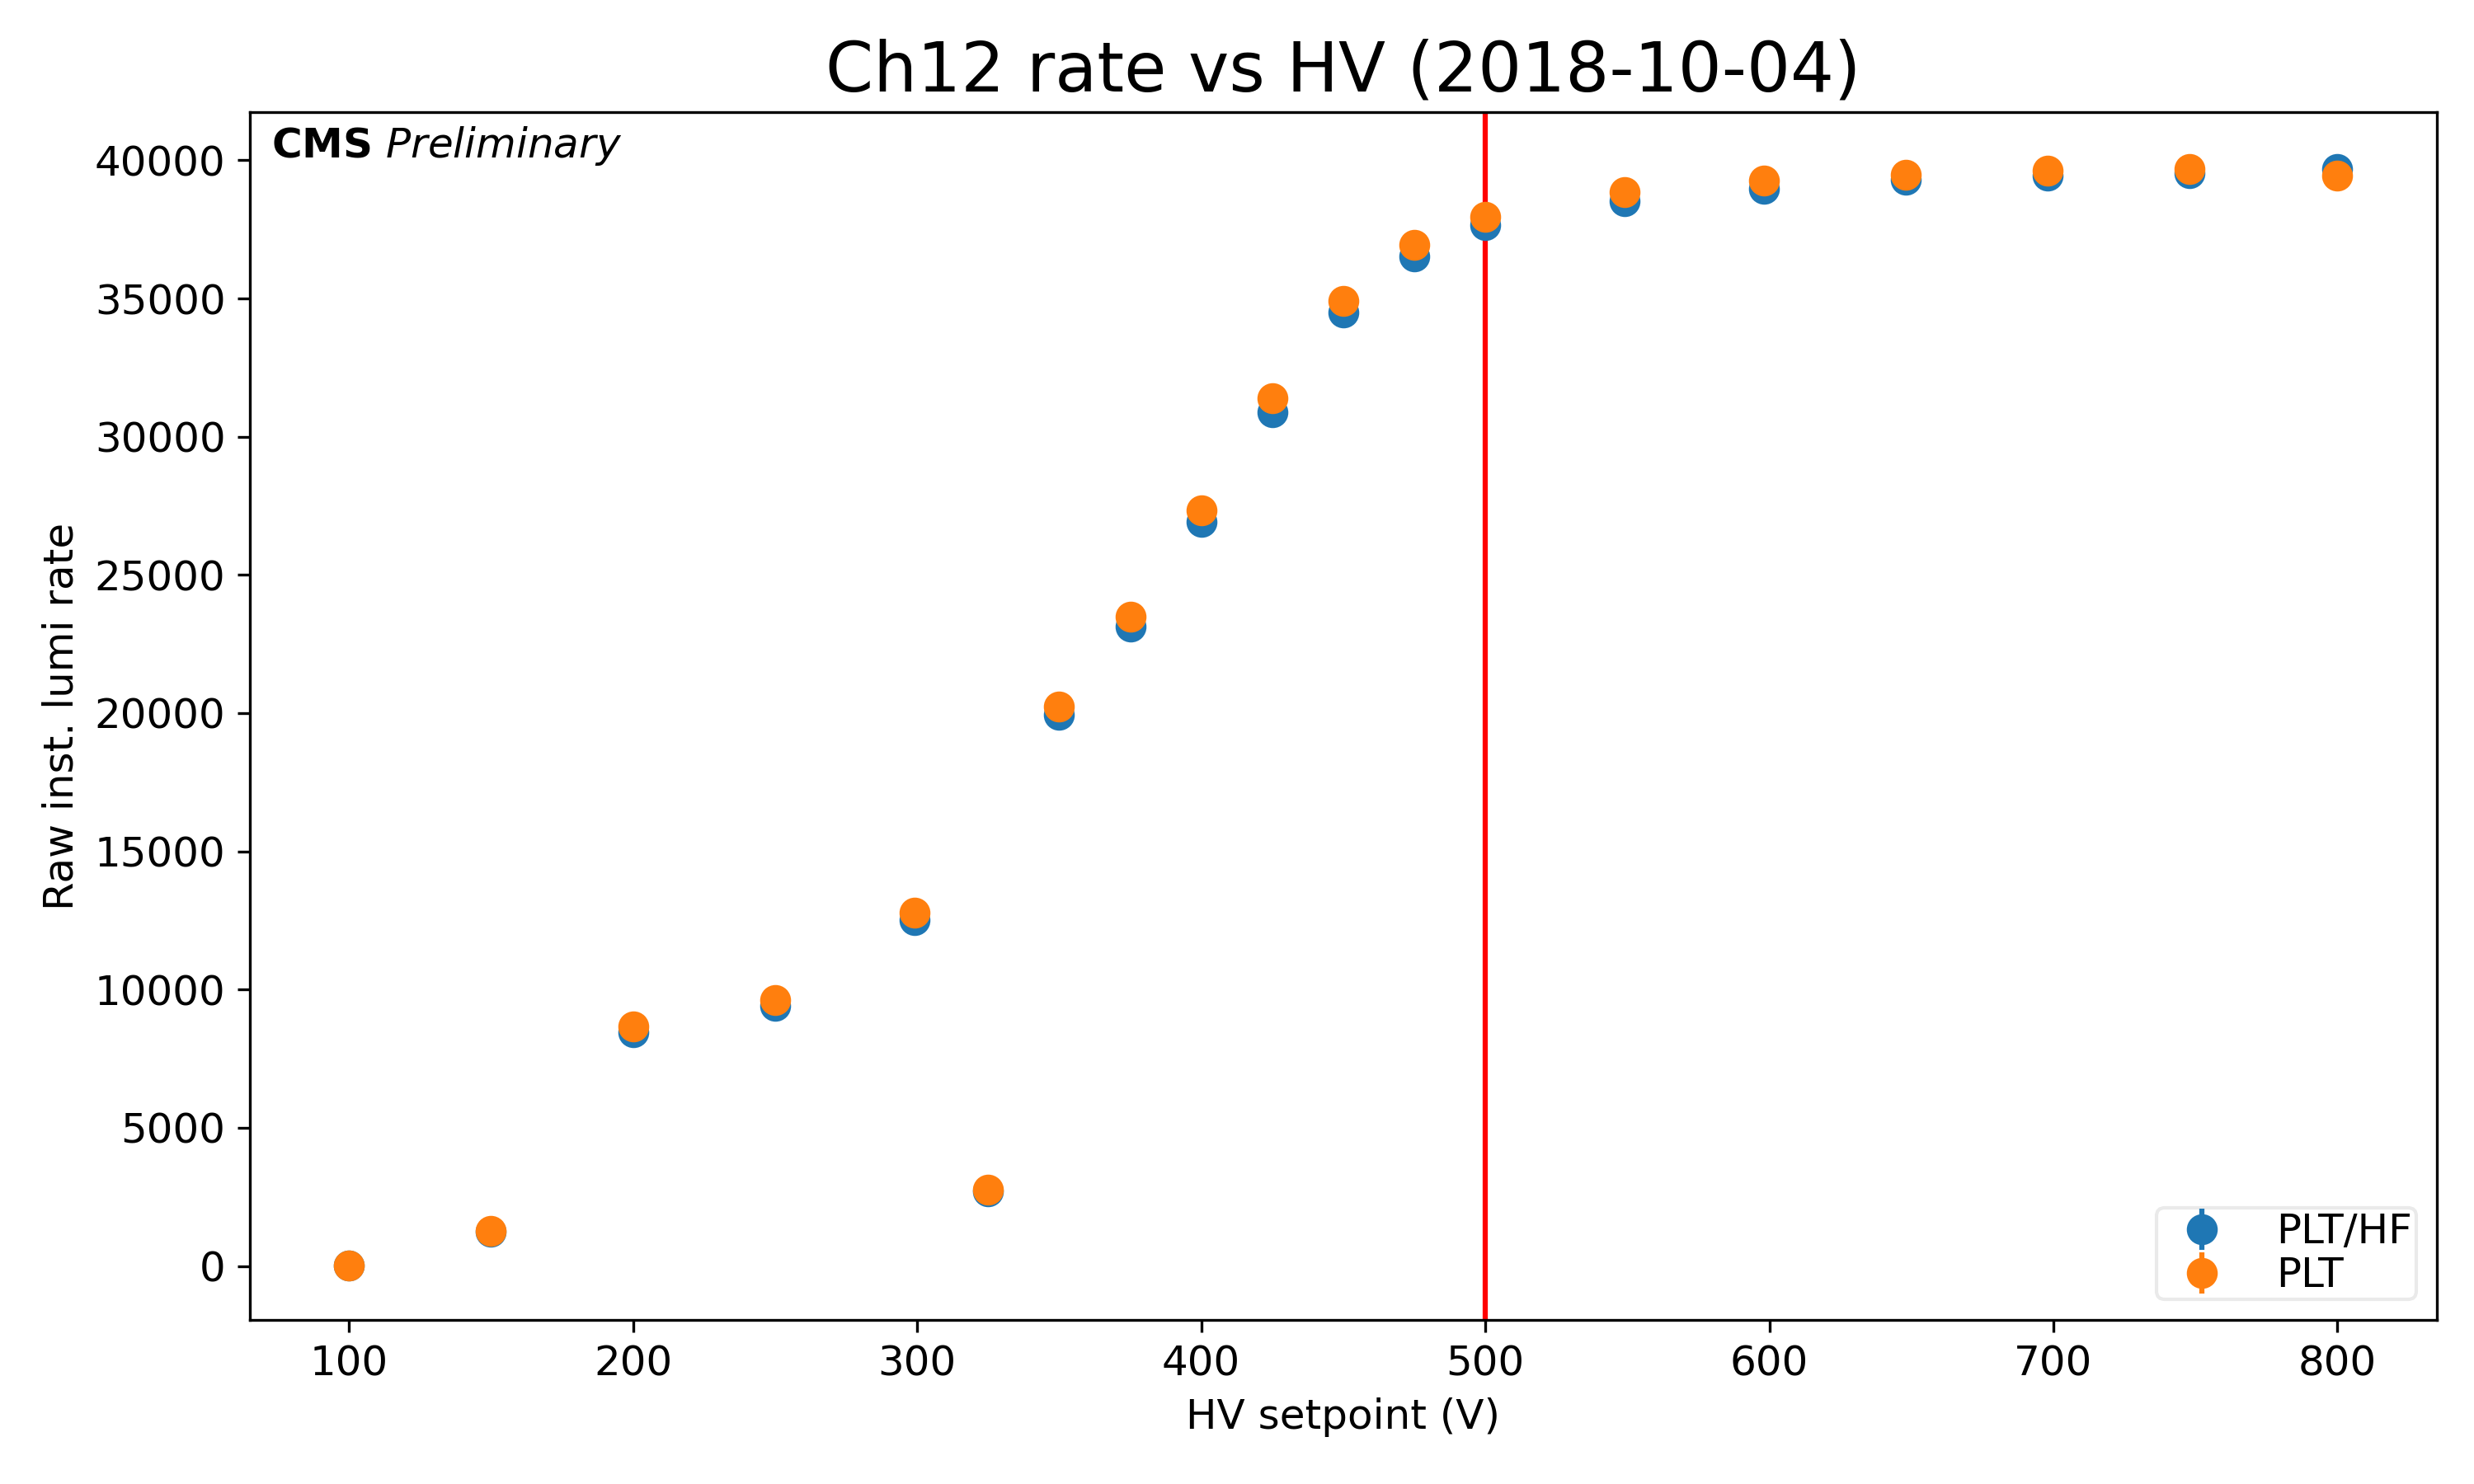 Ch12 rate vs HV (2018-10-04)
CMS Preliminary
40000
35000
30000
25000
20000
15000
10000
5000
0
Raw inst. lumi rate
PLT/HF
PLT
100 200 300 400 500 600 700 800
HV setpoint (V)